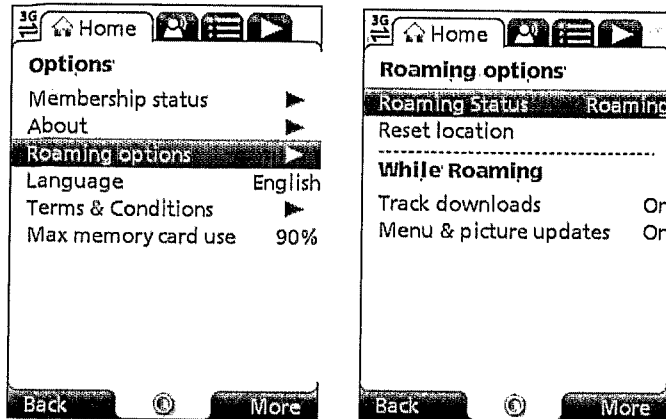 3G
Home
Options
Membership status
About
Roaming options
Language English
Terms & Conditions
Max memory card use 90%
Back More
3G
Home
Roaming options
Roaming Status Roaming
Reset location
While Roaming
Track downloads On
Menu & picture updates On
Back More